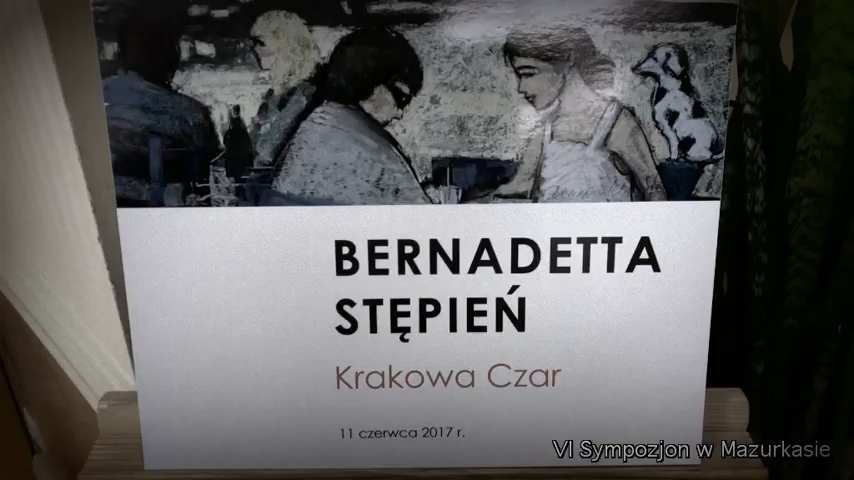 BERNADETTA
STĘPIEŃ
Krakowa Czar
11 czerwca 2017 r.
VI Sympozjon w Mazurkasie